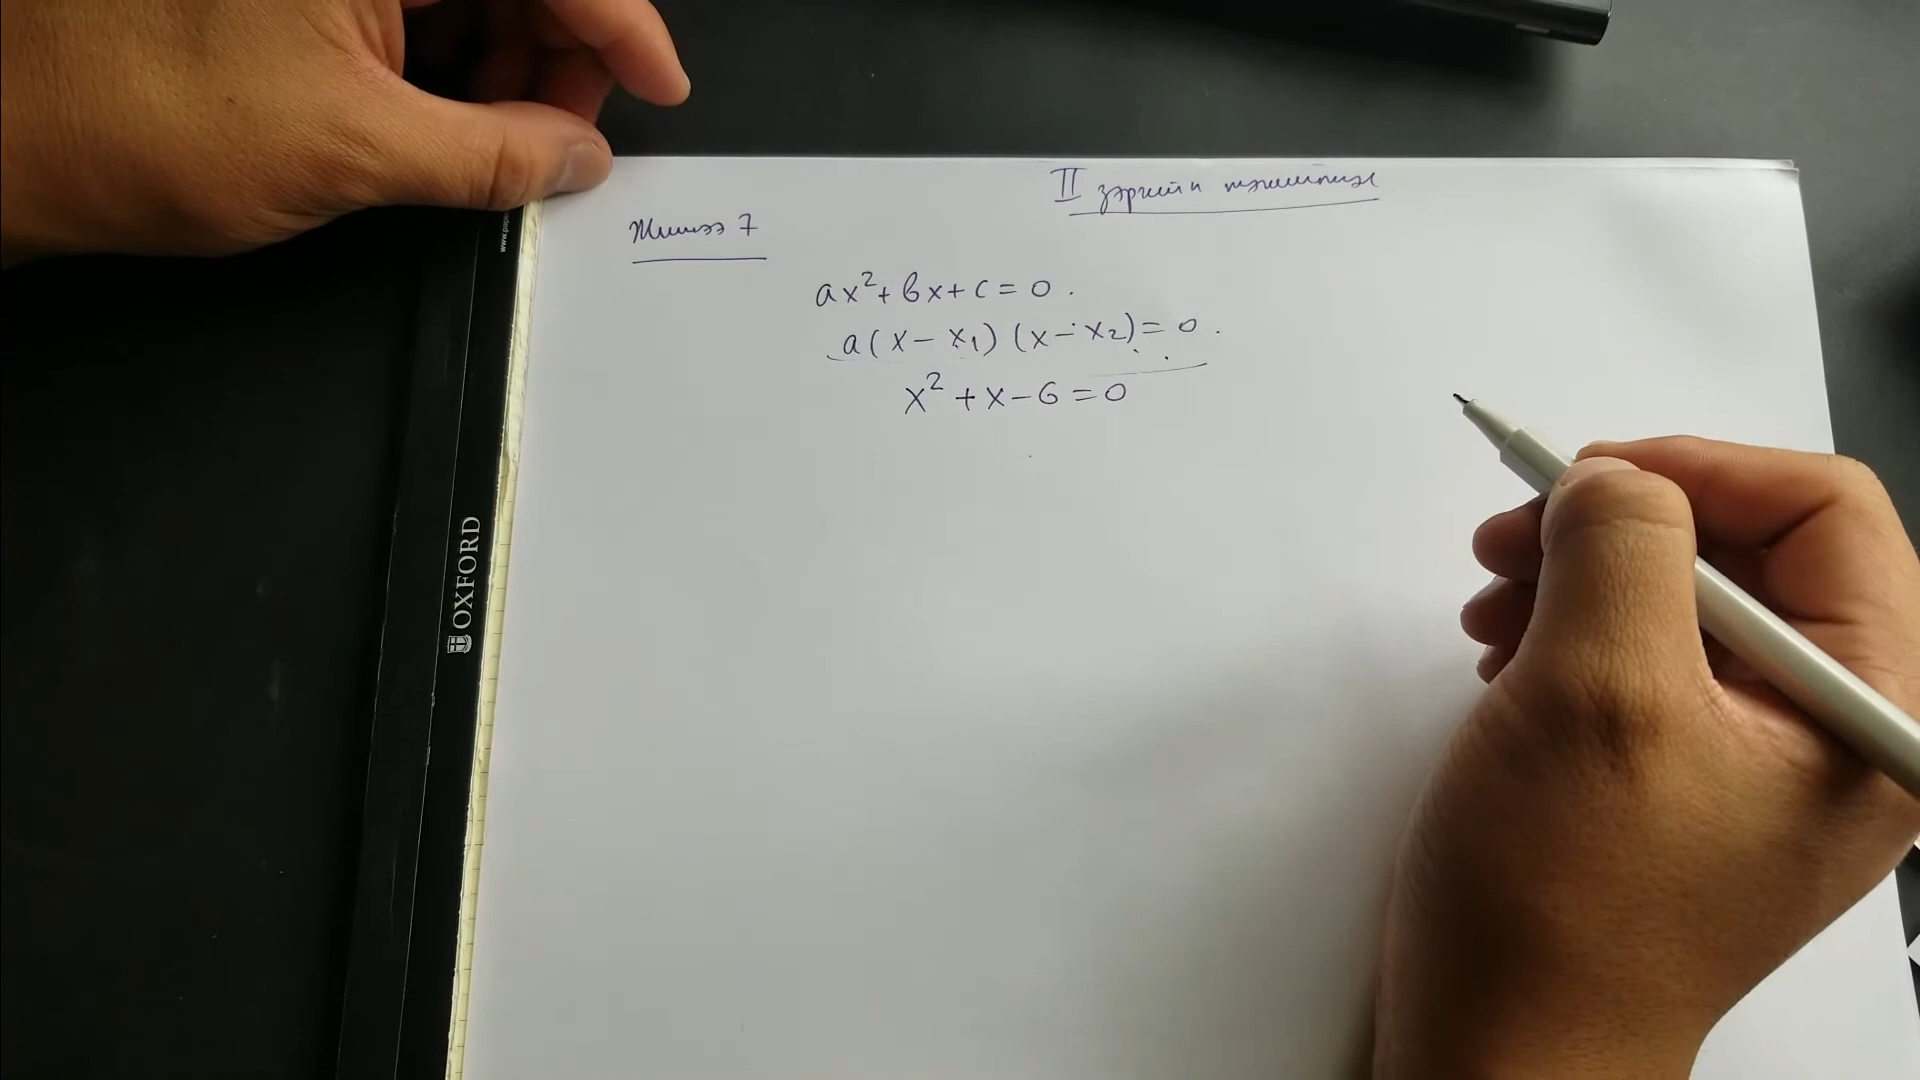 II зэргийн тэгшитгэл
Жишээ 7
ax²+bx+c=0.
a(x-x₁)(x-x₂)=0.
x²+x-6=0
OXFORD